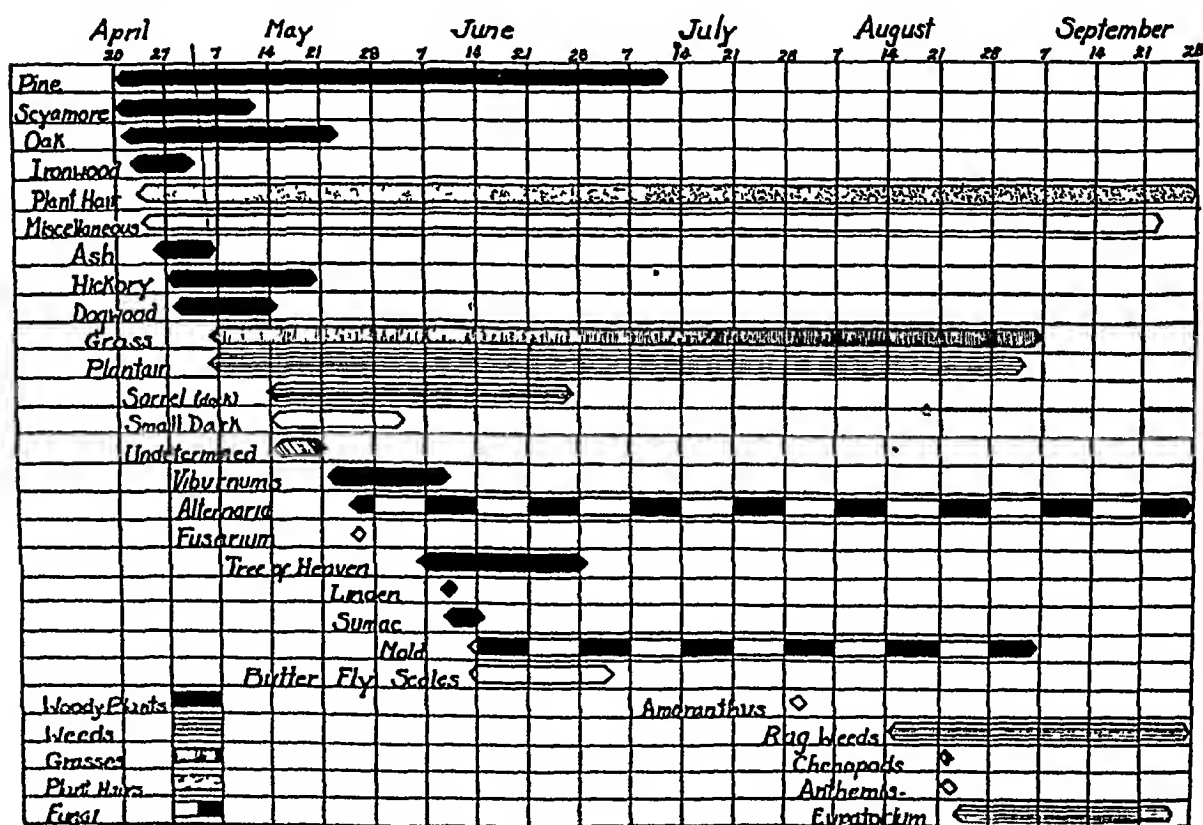 April May June July August September
20 27 7 14 21 28 7 14 21 28 7 14 21 28 7 14 21 28 7 14 21 28
Pine
Scyamore
Oak
Ironwood
Plant Hair
Miscellaneous
Ash
Hickory
Dogwood
Grass
Plantain
Sorrel (dock)
Small Dark
Undetermined
Viburnums
Alternaria
Fusarium
Tree of Heaven
Linden
Sumac
Mold
Butter Fly Scales
Woody Plants Amaranthus
Weeds Rag Weeds
Grasses Chenopods
Plant Hairs Anthemis-
Fungi Eupatorium